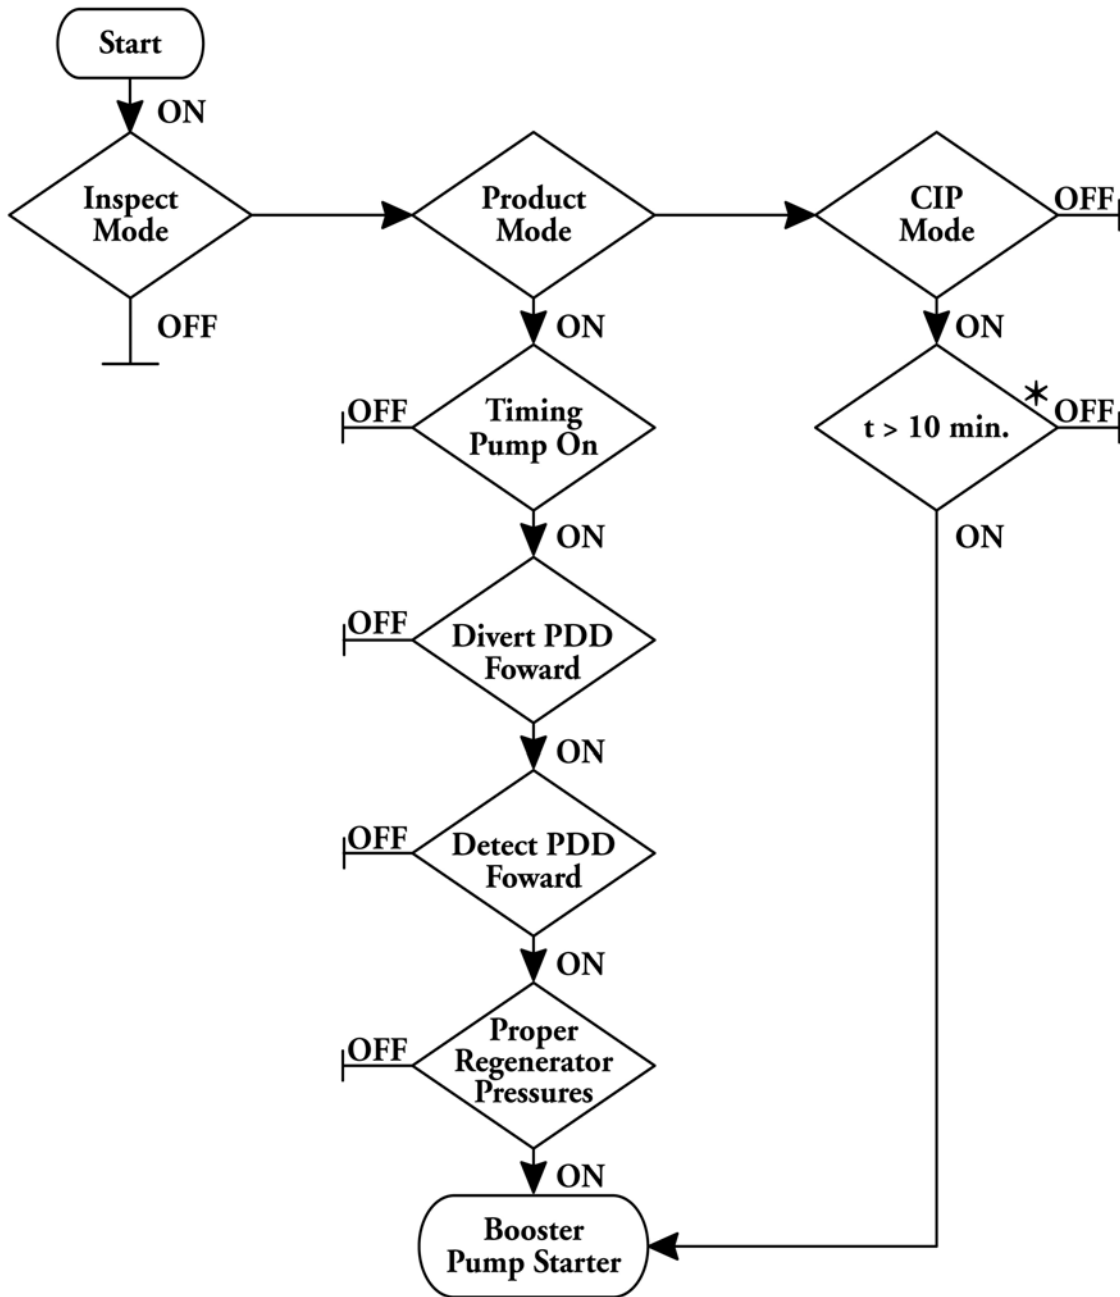 Start
ON
Inspect
Mode
OFF
Product
Mode
ON
CIP
Mode
OFF
ON
OFF
Timing
Pump On
ON
t > 10 min.
*
OFF
ON
OFF
Divert PDD
Foward
ON
OFF
Detect PDD
Foward
ON
OFF
Proper
Regenerator
Pressures
ON
Booster
Pump Starter